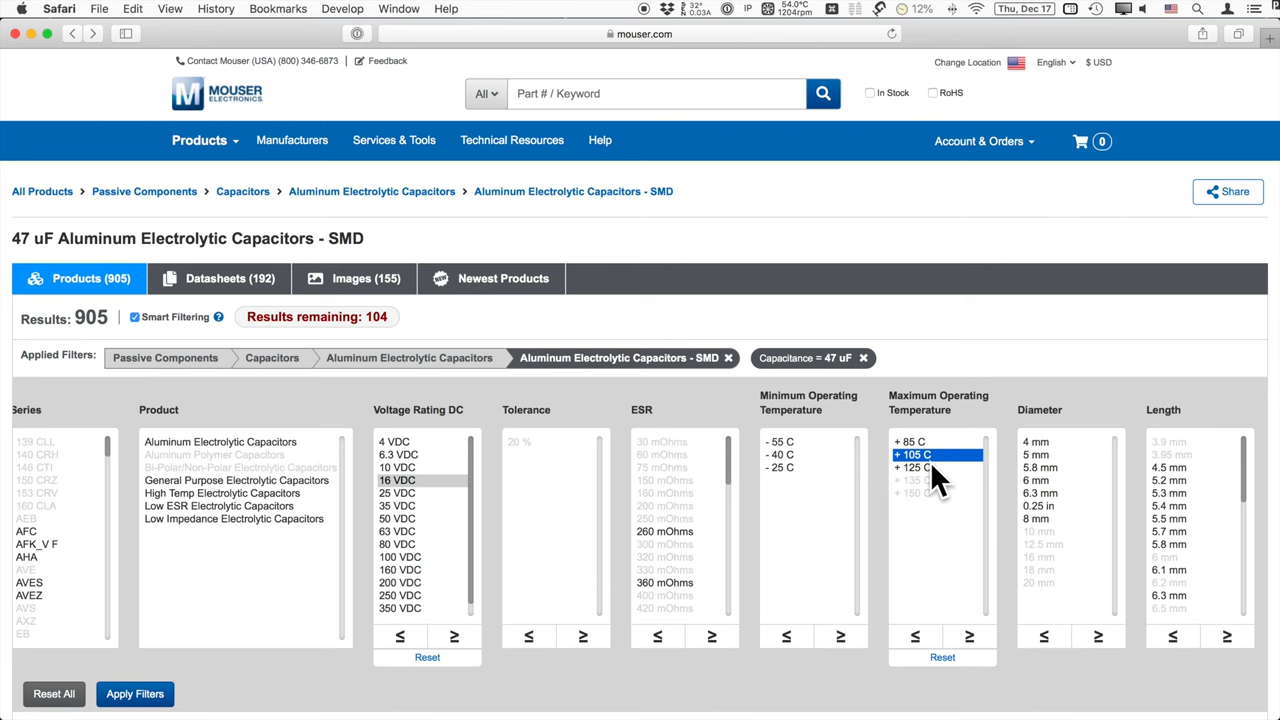 Safari File Edit View History Bookmarks Develop Window Help 32° 0.03A IP 54.0°C 1204rpm 12% Thu, Dec 17
mouser.com
Contact Mouser (USA) (800) 346-6873 | Feedback
Change Location English $ USD
M MOUSER ELECTRONICS
All Part # / Keyword In Stock RoHS
Products Manufacturers Services & Tools Technical Resources Help Account & Orders 0
All Products > Passive Components > Capacitors > Aluminum Electrolytic Capacitors > Aluminum Electrolytic Capacitors - SMD Share
47 uF Aluminum Electrolytic Capacitors - SMD
Products (905) Datasheets (192) Images (155) NEW Newest Products
Results: 905 | Smart Filtering ? Results remaining: 104
Applied Filters: Passive Components Capacitors Aluminum Electrolytic Capacitors Aluminum Electrolytic Capacitors - SMD ✖ Capacitance = 47 uF ✖
Series
139 CLL
140 CRH
146 CTI
150 CRZ
153 CRV
160 CLA
AEB
AFC
AFK_V F
AHA
AVE
AVES
AVEZ
AVS
AXZ
EB
Product
Aluminum Electrolytic Capacitors
Aluminum Polymer Capacitors
Bi-Polar/Non-Polar Electrolytic Capacitors
General Purpose Electrolytic Capacitors
High Temp Electrolytic Capacitors
Low ESR Electrolytic Capacitors
Low Impedance Electrolytic Capacitors
Voltage Rating DC
4 VDC
6.3 VDC
10 VDC
16 VDC
25 VDC
35 VDC
50 VDC
63 VDC
80 VDC
100 VDC
160 VDC
200 VDC
250 VDC
350 VDC
≤ ≥
Reset
Tolerance
20 %
≤ ≥
ESR
30 mOhms
60 mOhms
75 mOhms
150 mOhms
160 mOhms
200 mOhms
250 mOhms
260 mOhms
300 mOhms
320 mOhms
330 mOhms
360 mOhms
400 mOhms
420 mOhms
≤ ≥
Minimum Operating
Temperature
- 55 C
- 40 C
- 25 C
≤ ≥
Maximum Operating
Temperature
+ 85 C
+ 105 C
+ 125 C
+ 135
+ 150
≤ ≥
Reset
Diameter
4 mm
5 mm
5.8 mm
6 mm
6.3 mm
0.25 in
8 mm
10 mm
12.5 mm
16 mm
18 mm
20 mm
≤ ≥
Length
3.9 mm
4.3 mm
4.5 mm
5.2 mm
5.3 mm
5.4 mm
5.5 mm
5.7 mm
5.8 mm
6 mm
6.1 mm
6.2 mm
6.3 mm
6.5 mm
≤ ≥
Reset All Apply Filters